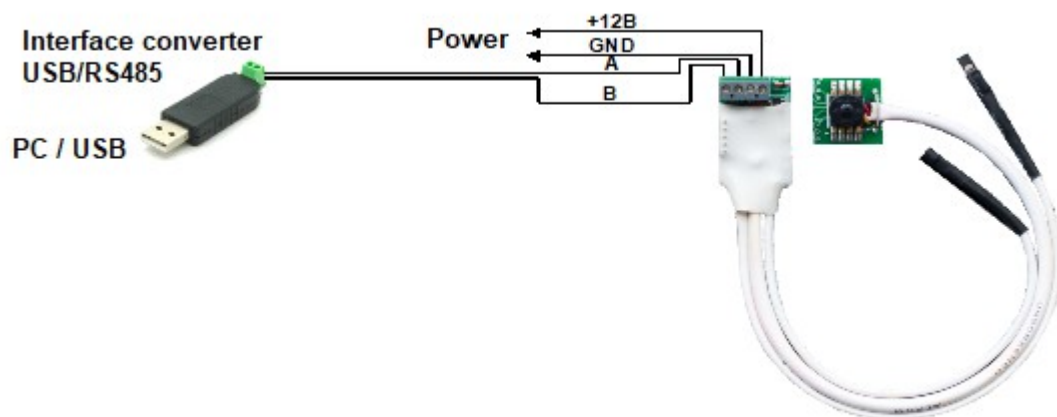 Interface converter
USB/RS485
PC / USB
Power
+12B
GND
A
B